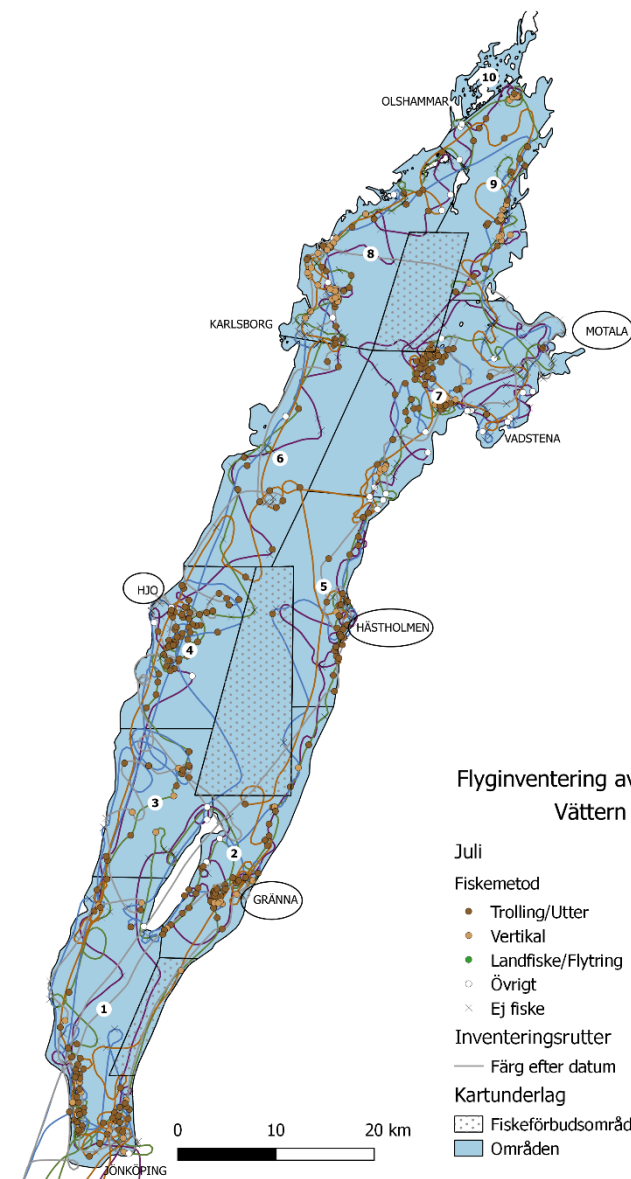 10
OLSHAMMAR
9
8
KARLSBORG
MOTALA
7
VADSTENA
6
5
HJO
HÄSTHOLMEN
4
3
2
GRÄNNA
1
JÖNKÖPING
0 20 km
Flyginventering av
Vättern
Juli
Fiskemetod
Trolling/Utter
Vertikal
Landfiske/Flytring
Övrigt
Ej fiske
Inventeringsrutter
Färg efter datum
Kartunderlag
Fiskeförbudsområd
Områden